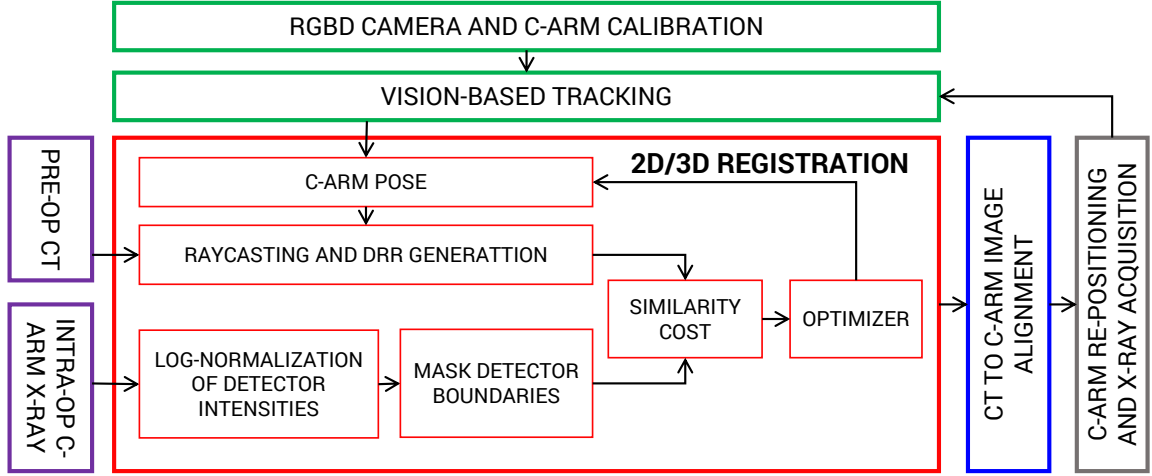 RGBD CAMERA AND C-ARM CALIBRATION
VISION-BASED TRACKING
PRE-OP CT
INTRA-OP C-
ARM X-RAY
2D/3D REGISTRATION
C-ARM POSE
RAYCASTING AND DRR GENERATTION
LOG-NORMALIZATION
OF DETECTOR
INTENSITIES
MASK DETECTOR
BOUNDARIES
SIMILARITY
COST
OPTIMIZER
CT TO C-ARM IMAGE
ALIGNMENT
C-ARM RE-POSITIONING
AND X-RAY ACQUISITION